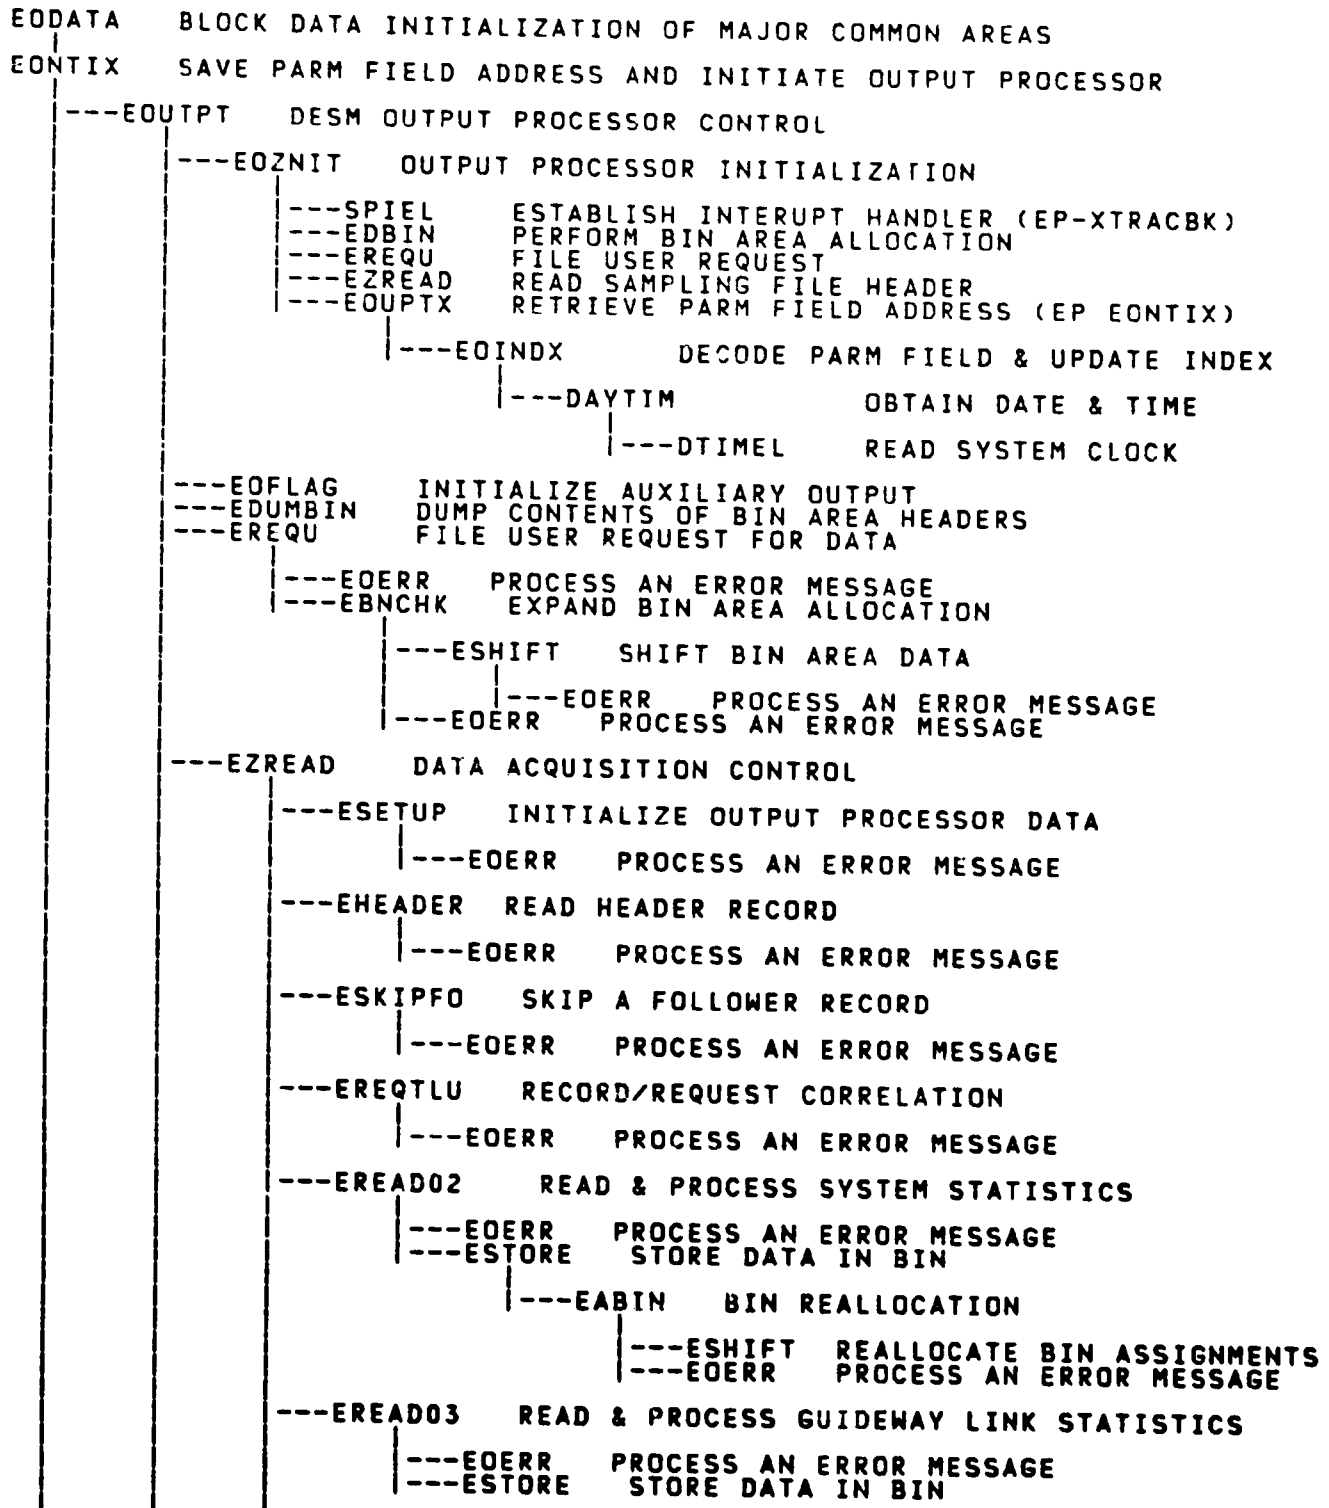 EODATA BLOCK DATA INITIALIZATION OF MAJOR COMMON AREAS
EONTIX SAVE PARM FIELD ADDRESS AND INITIATE OUTPUT PROCESSOR
---EOUTPT DESM OUTPUT PROCESSOR CONTROL
---EOZNIT OUTPUT PROCESSOR INITIALIZATION
---SPIEL ESTABLISH INTERUPT HANDLER (EP-XTRACBK)
---EDBIN PERFORM BIN AREA ALLOCATION
---EREQU FILE USER REQUEST
---EZREAD READ SAMPLING FILE HEADER
---EOUPTX RETRIEVE PARM FIELD ADDRESS (EP EONTIX)
---EOINDX DECODE PARM FIELD & UPDATE INDEX
---DAYTIM OBTAIN DATE & TIME
---DTIMEL READ SYSTEM CLOCK
---EOFLAG INITIALIZE AUXILIARY OUTPUT
---EDUMBIN DUMP CONTENTS OF BIN AREA HEADERS
---EREQU FILE USER REQUEST FOR DATA
---EOERR PROCESS AN ERROR MESSAGE
---EBNCHK EXPAND BIN AREA ALLOCATION
---ESHIFT SHIFT BIN AREA DATA
---EOERR PROCESS AN ERROR MESSAGE
---EOERR PROCESS AN ERROR MESSAGE
---EZREAD DATA ACQUISITION CONTROL
---ESETUP INITIALIZE OUTPUT PROCESSOR DATA
---EOERR PROCESS AN ERROR MESSAGE
---EHEADER READ HEADER RECORD
---EOERR PROCESS AN ERROR MESSAGE
---ESKIPFO SKIP A FOLLOWER RECORD
---EOERR PROCESS AN ERROR MESSAGE
---EREQTLU RECORD/REQUEST CORRELATION
---EOERR PROCESS AN ERROR MESSAGE
---EREAD02 READ & PROCESS SYSTEM STATISTICS
---EOERR PROCESS AN ERROR MESSAGE
---ESTORE STORE DATA IN BIN
---EABIN BIN REALLOCATION
---ESHIFT REALLOCATE BIN ASSIGNMENTS
---EOERR PROCESS AN ERROR MESSAGE
---EREAD03 READ & PROCESS GUIDEWAY LINK STATISTICS
---EOERR PROCESS AN ERROR MESSAGE
---ESTORE STORE DATA IN BIN